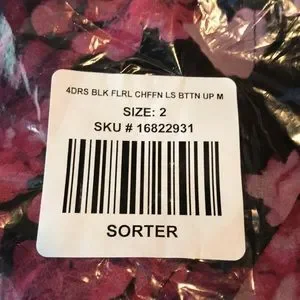 4DRS BLK FLRL CHFFN LS BTTN UP M
SIZE: 2
SKU # 16822931
SORTER